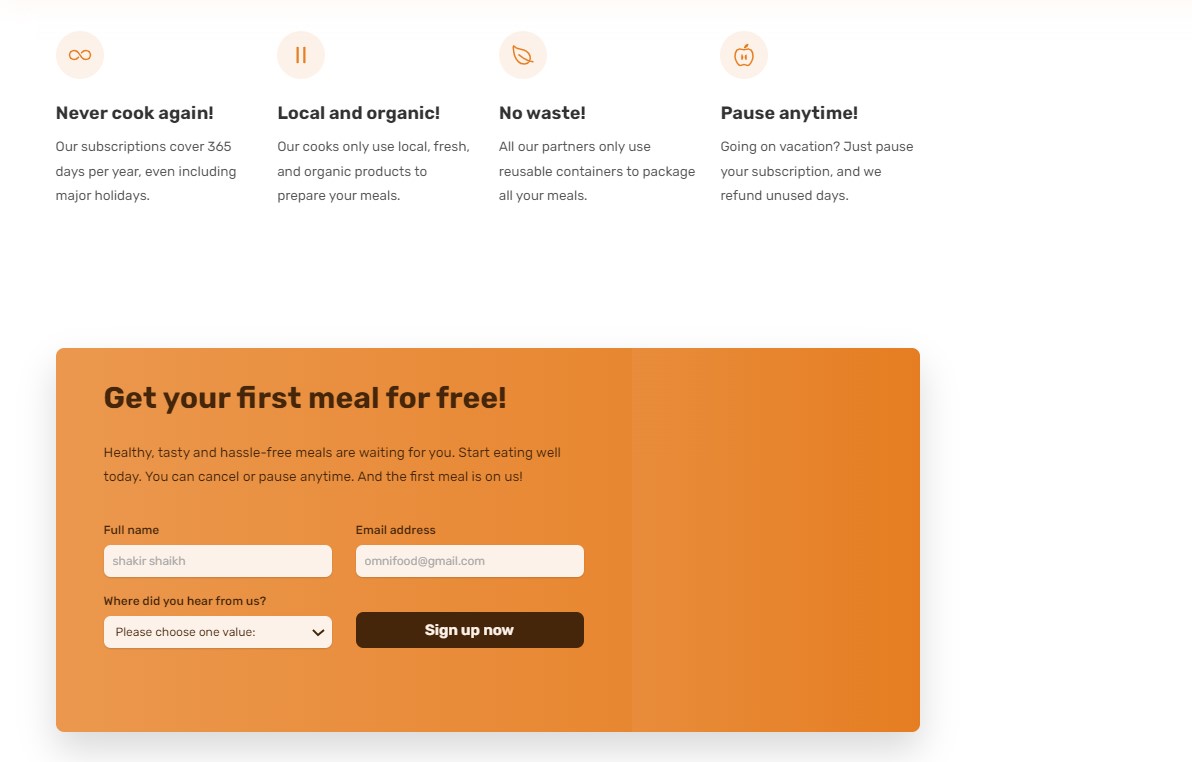 Never cook again!
Our subscriptions cover 365
days per year, even including
major holidays.
Local and organic!
Our cooks only use local, fresh,
and organic products to
prepare your meals.
No waste!
All our partners only use
reusable containers to package
all your meals.
Pause anytime!
Going on vacation? Just pause
your subscription, and we
refund unused days.
Get your first meal for free!
Healthy, tasty and hassle-free meals are waiting for you. Start eating well
today. You can cancel or pause anytime. And the first meal is on us!
Full name
shakir shaikh
Email address
omnifood@gmail.com
Where did you hear from us?
Please choose one value:
Sign up now